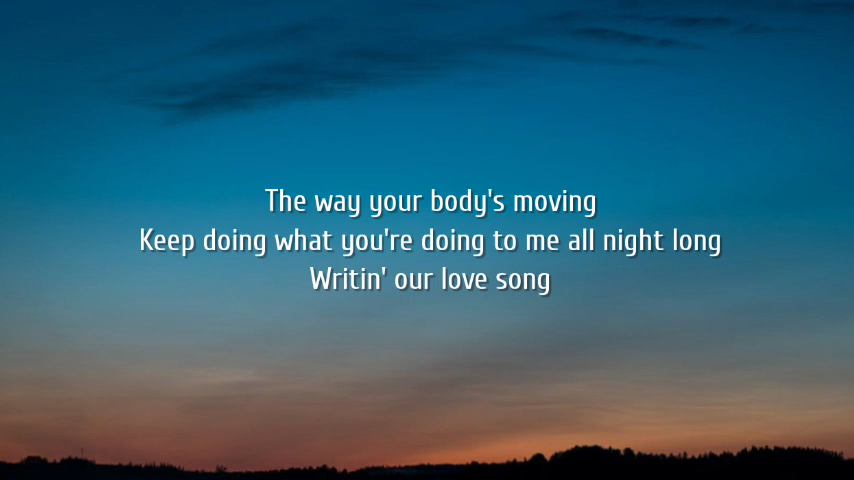 The way your body's moving
Keep doing what you're doing to me all night long
Writin' our love song